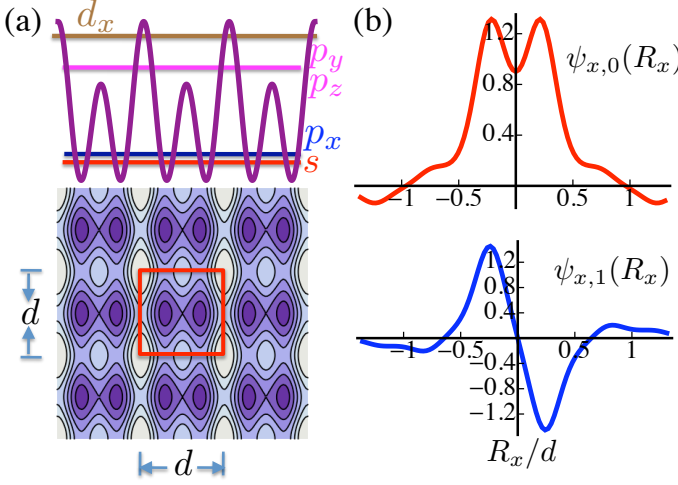 (a)
d_x
p_y
p_z
p_x
s
d
d
(b)
ψ_{x,0}(R_x)
1.2
0.8
0.4
−1
−0.5
0.5
1
ψ_{x,1}(R_x)
1.2
0.8
0.4
−1
−0.5
0.5
1
−0.4
−0.8
−1.2
R_x/d